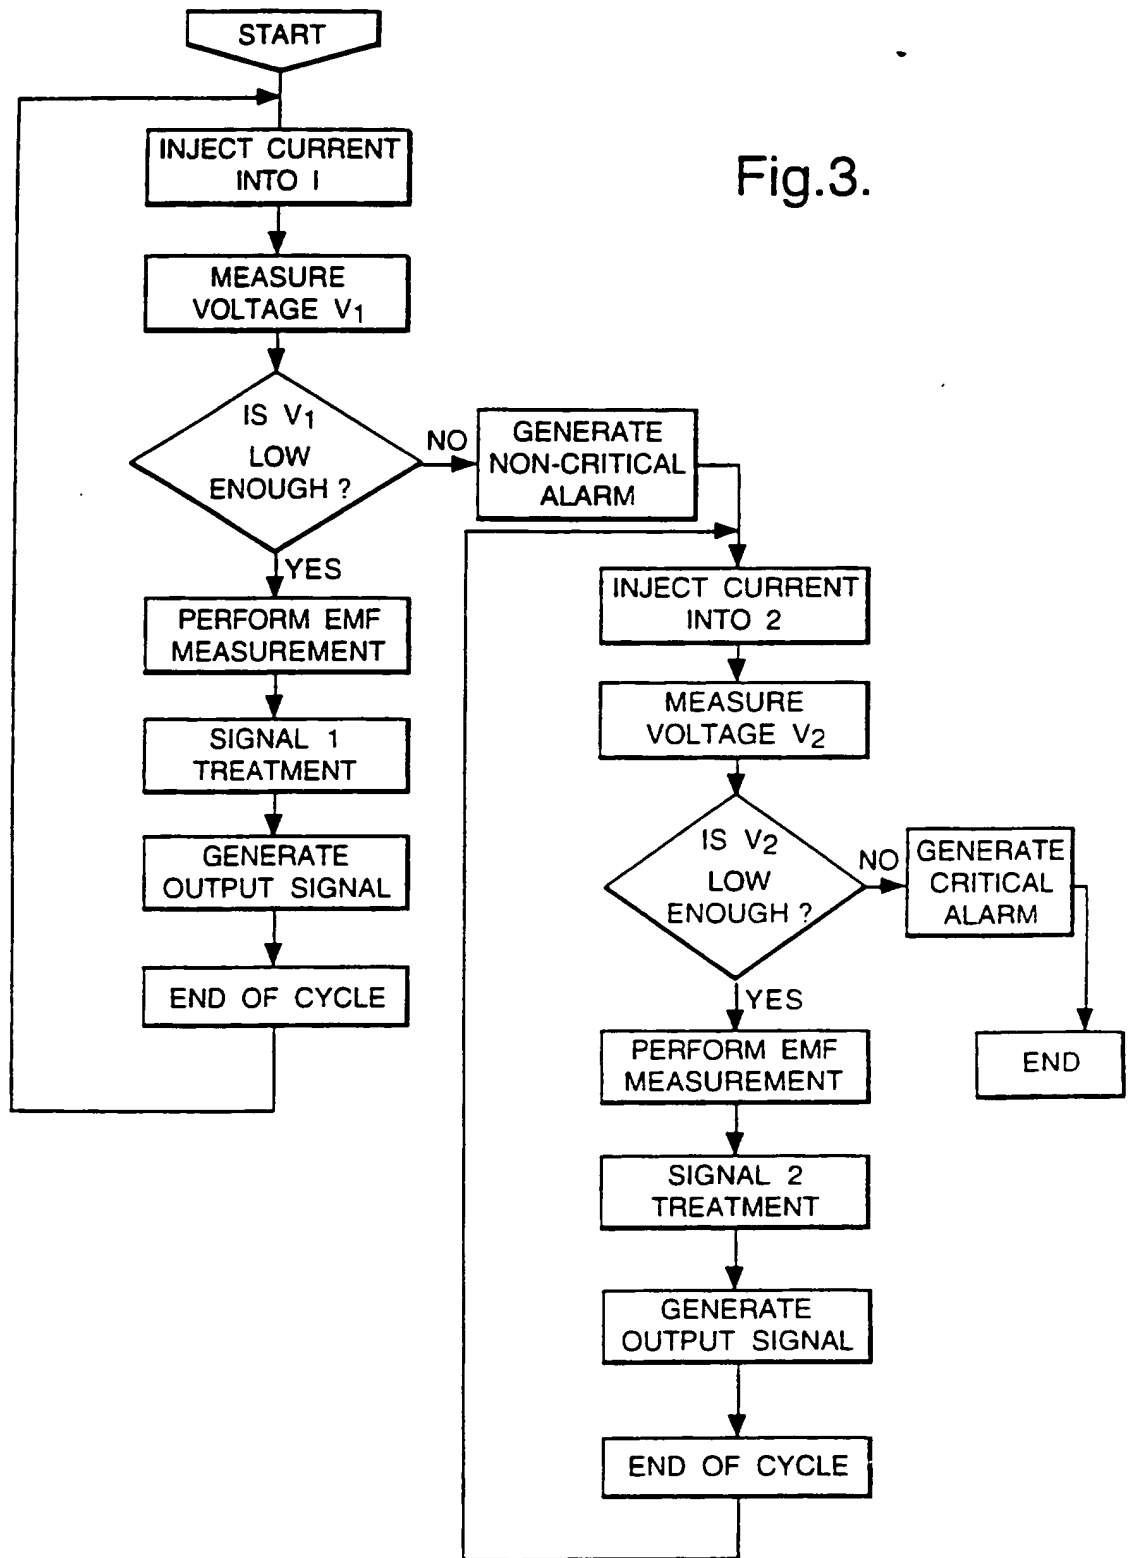 START
INJECT CURRENT
INTO I
Fig.3.
MEASURE
VOLTAGE V1
IS V1
LOW
ENOUGH ?
NO
GENERATE
NON-CRITICAL
ALARM
YES
PERFORM EMF
MEASUREMENT
SIGNAL 1
TREATMENT
GENERATE
OUTPUT SIGNAL
END OF CYCLE
INJECT CURRENT
INTO 2
MEASURE
VOLTAGE V2
IS V2
LOW
ENOUGH ?
NO
GENERATE
CRITICAL
ALARM
END
YES
PERFORM EMF
MEASUREMENT
SIGNAL 2
TREATMENT
GENERATE
OUTPUT SIGNAL
END OF CYCLE